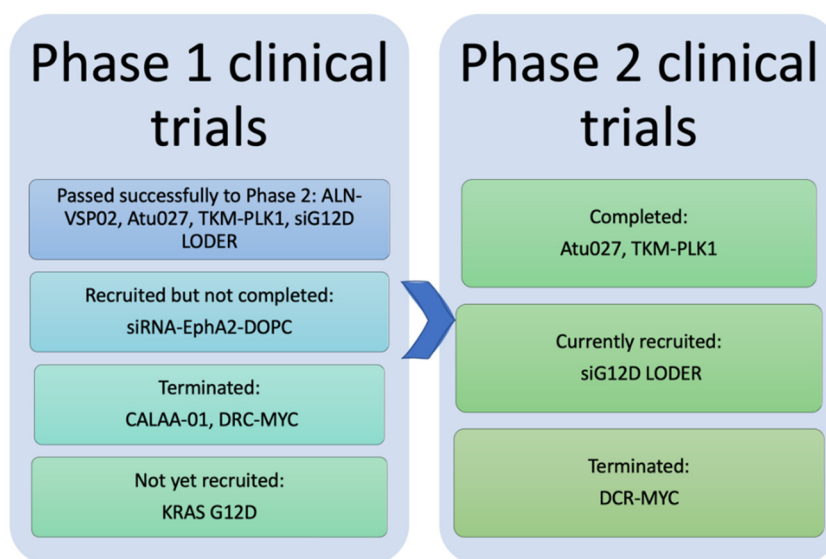 Phase 1 clinical
trials
Passed successfully to Phase 2: ALN-
VSP02, Atu027, TKM-PLK1, siG12D
LODER
Recruited but not completed:
siRNA-EphA2-DOPC
Terminated:
CALAA-01, DRC-MYC
Not yet recruited:
KRAS G12D
Phase 2 clinical
trials
Completed:
Atu027, TKM-PLK1
Currently recruited:
siG12D LODER
Terminated:
DCR-MYC